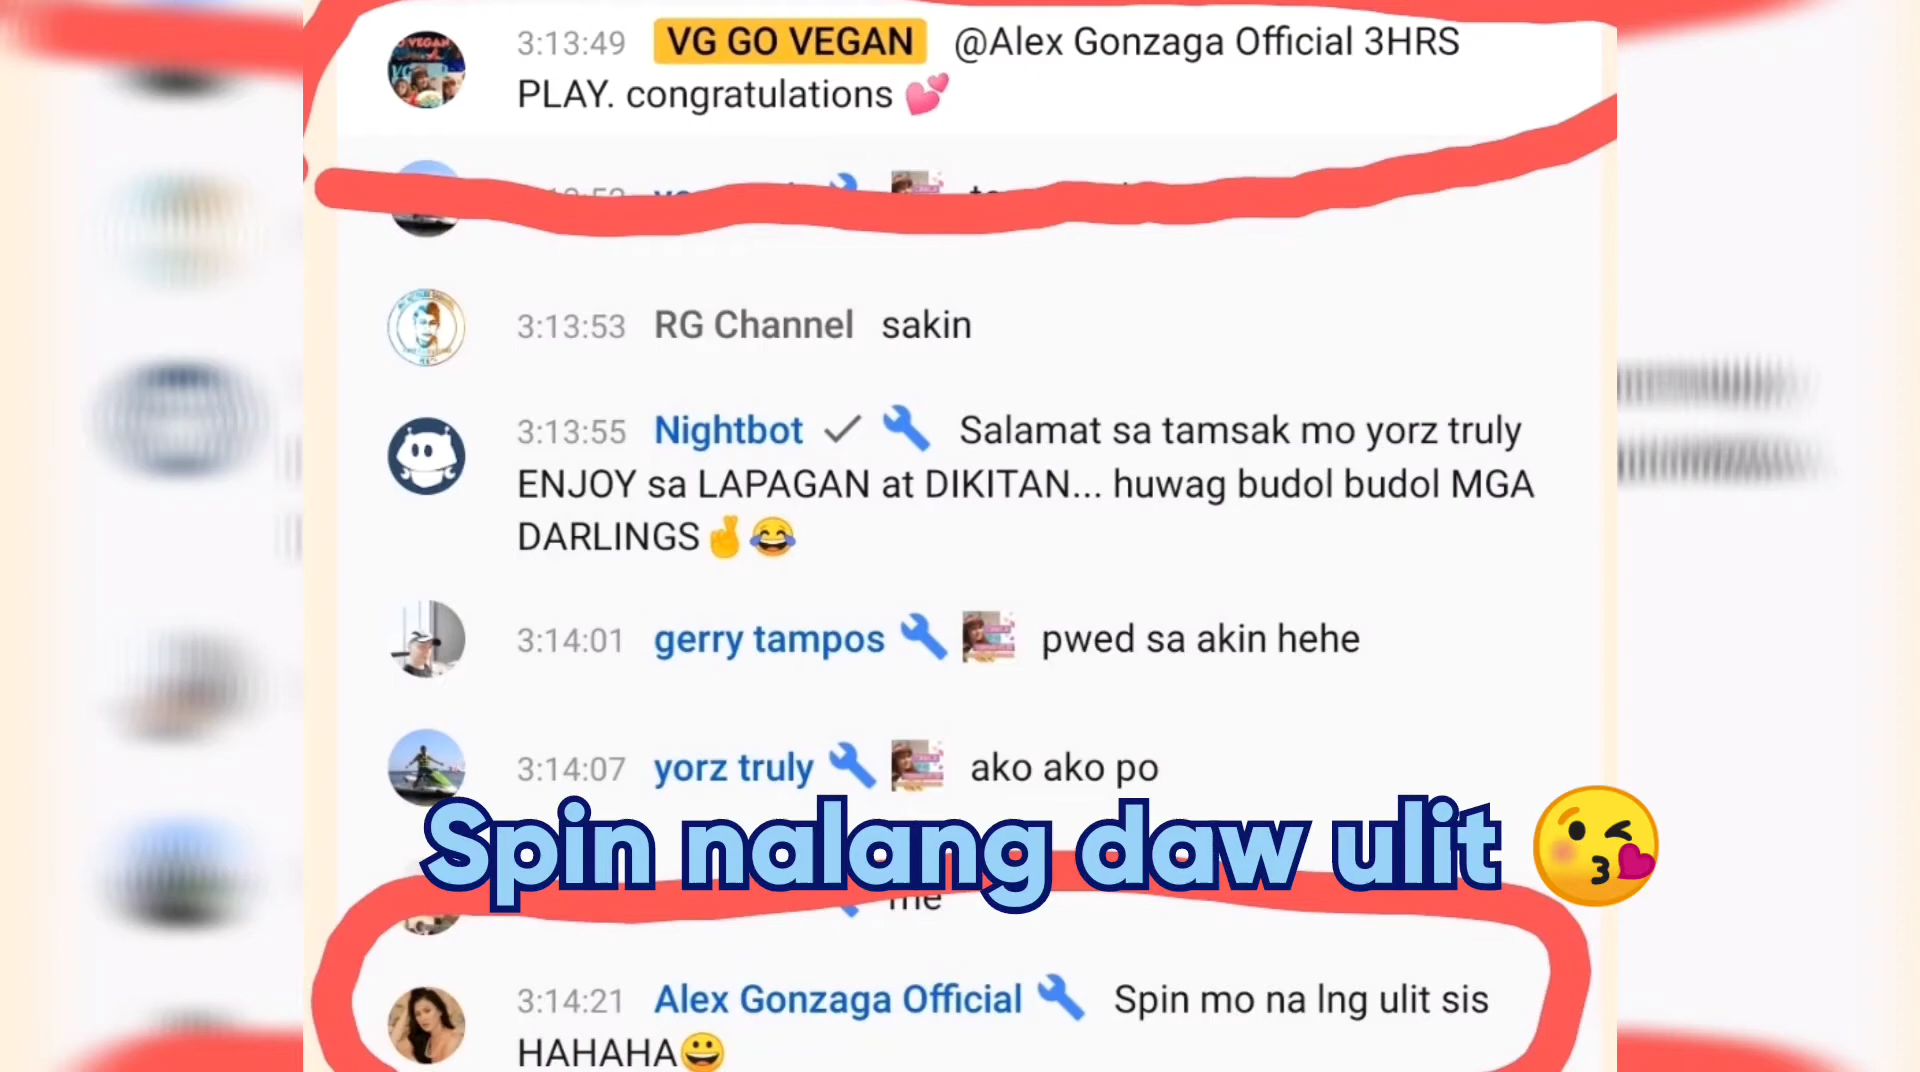 3:13:49 VG GO VEGAN @Alex Gonzaga Official 3HRS
PLAY. congratulations 💕
3:13:53 RG Channel sakin
3:13:55 Nightbot Salamat sa tamsak mo yorz truly
ENJOY sa LAPAGAN at DIKITAN... huwag budol budol MGA
DARLINGS🤞😂
3:14:01 gerry tampos pwed sa akin hehe
3:14:07 yorz truly ako ako po
Spin nalang daw ulit 😘
me
3:14:21 Alex Gonzaga Official Spin mo na lng ulit sis
HAHAHA😀